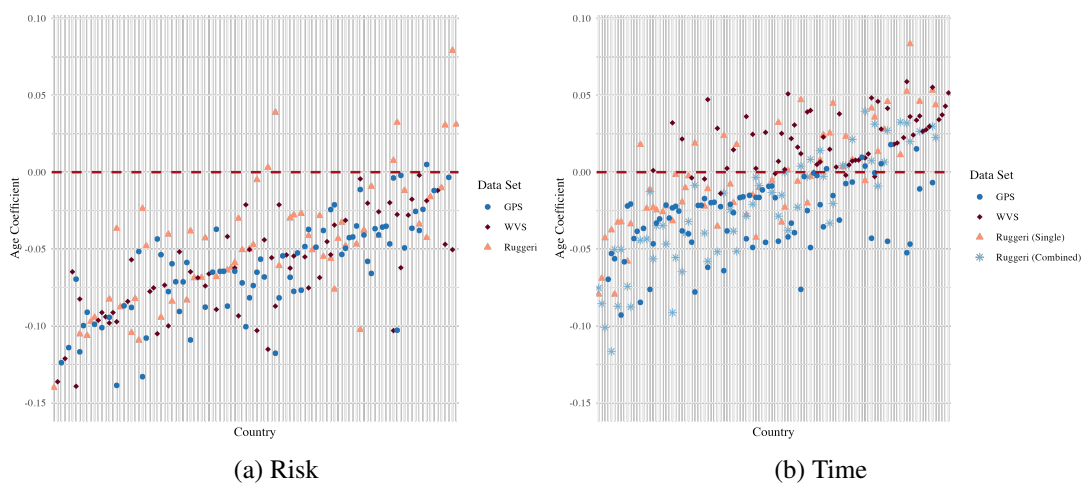 0.10
0.05
0.00
-0.05
-0.10
-0.15
Age Coefficient
Country
Data Set
GPS
WVS
Ruggeri
(a) Risk
0.10
0.05
0.00
-0.05
-0.10
-0.15
Age Coefficient
Country
Data Set
GPS
WVS
Ruggeri (Single)
Ruggeri (Combined)
(b) Time